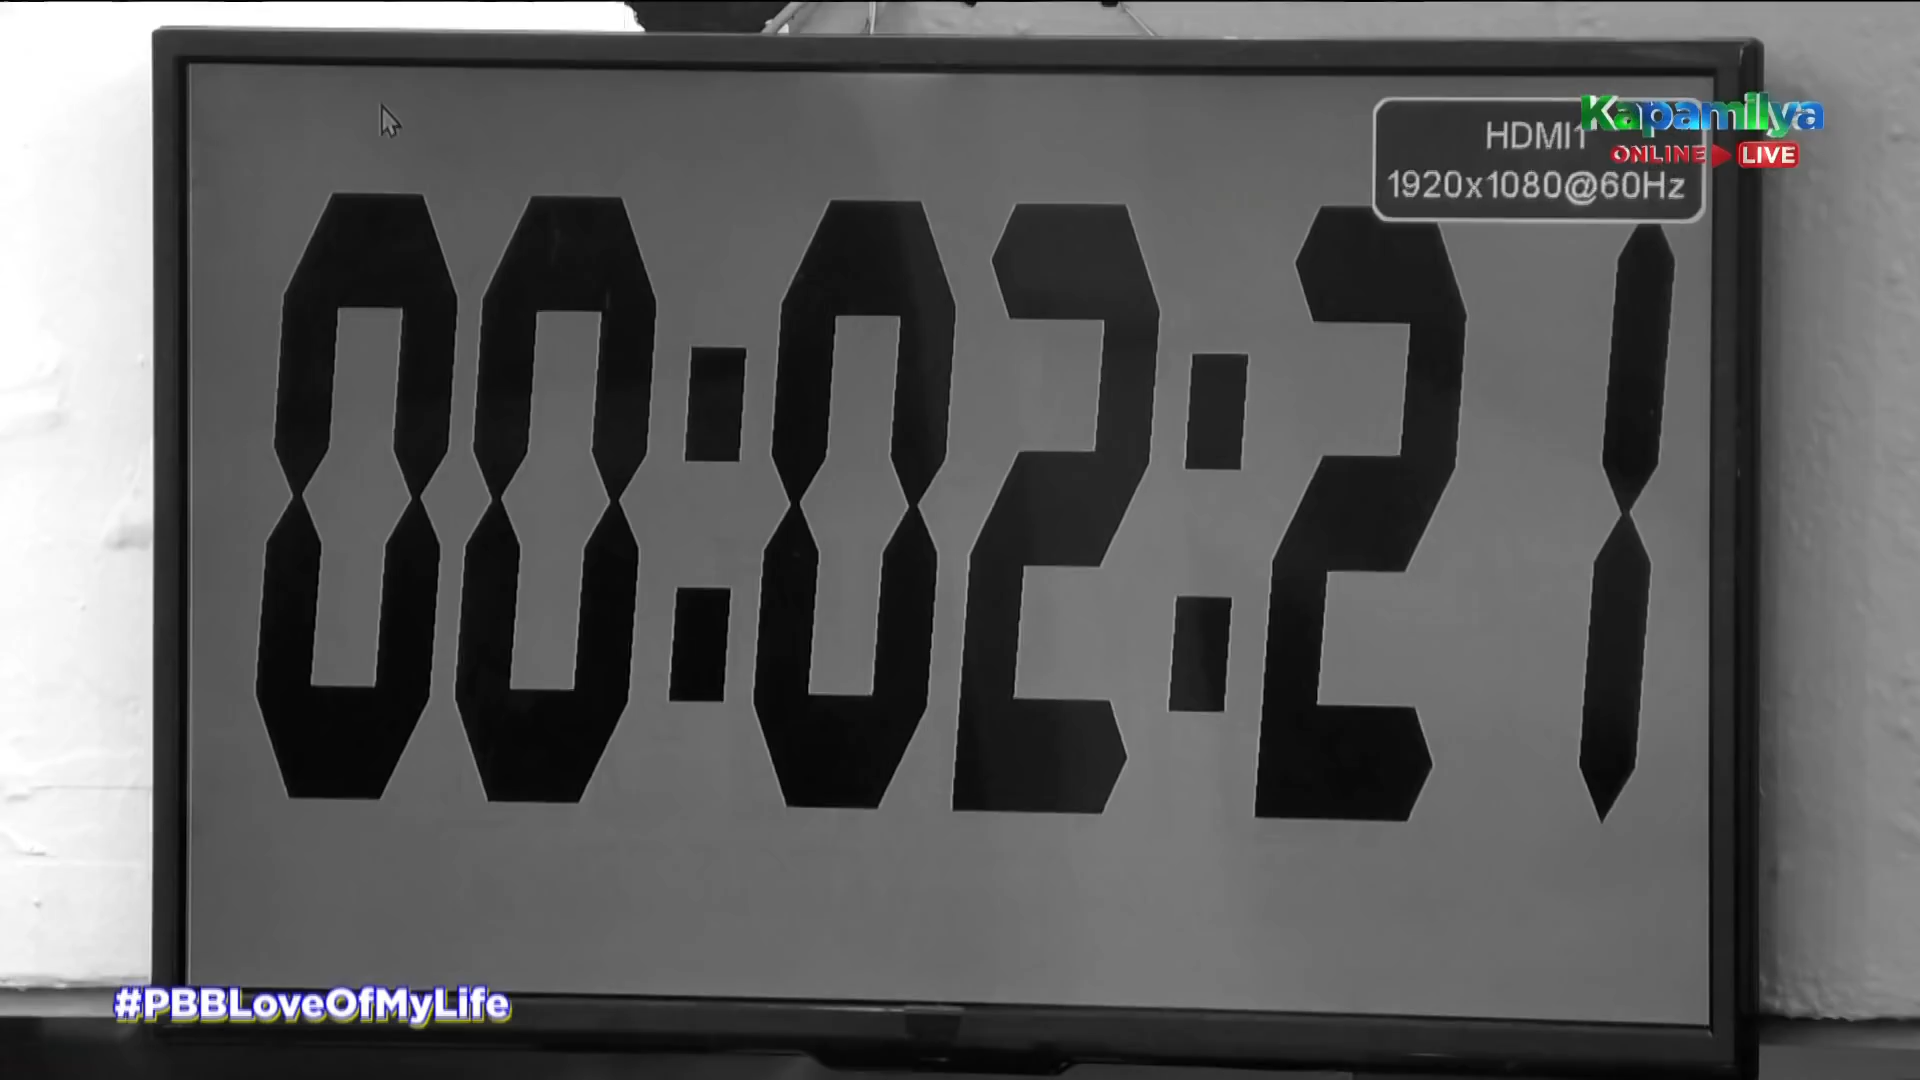 HDMI1
Kapamilya
ONLINE LIVE
1920x1080@60Hz
00:02:21
#PBBLoveOfMyLife